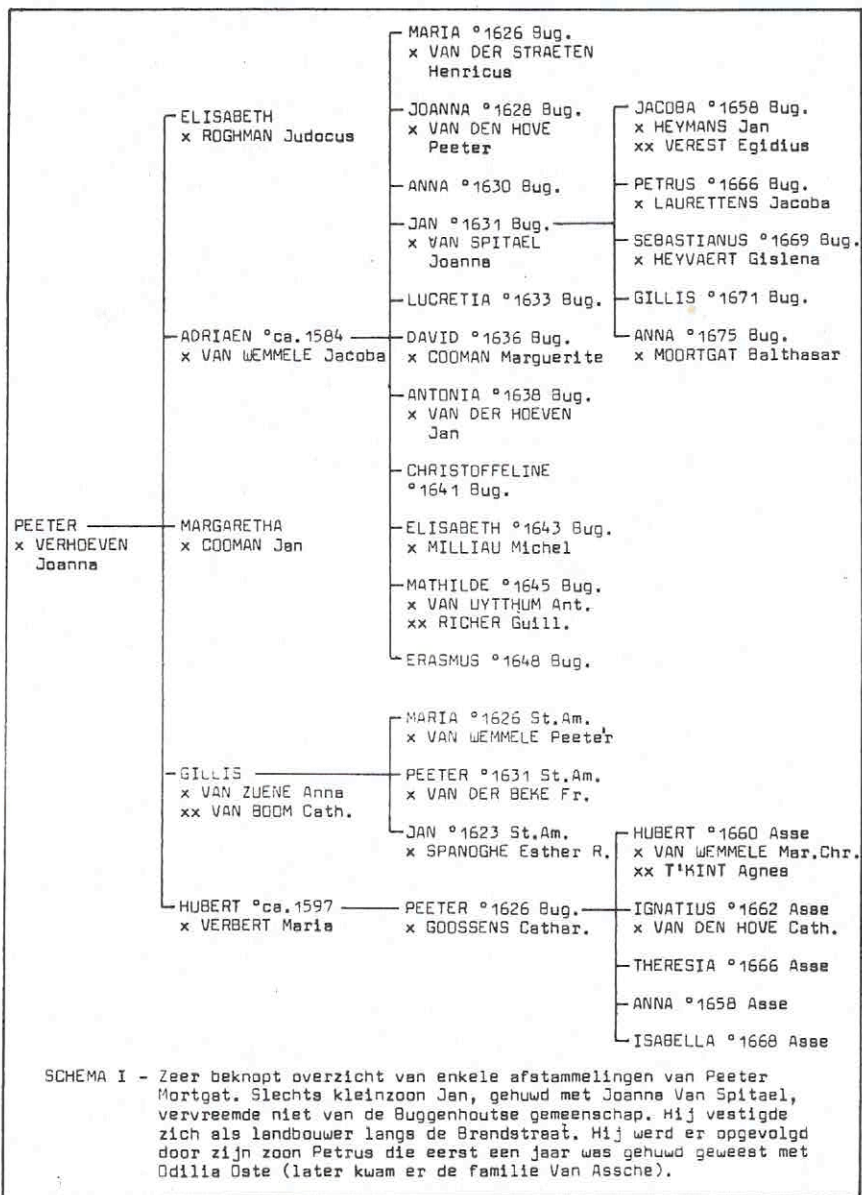 PEETER
x VERHOEVEN
Joanna
ELISABETH
x ROGHMAN Judocus
ADRIAEN °ca.1584
x VAN WEMMELE Jacoba
MARGARETHA
x COOMAN Jan
GILLIS
x VAN ZUENE Anna
xx VAN BOOM Cath.
HUBERT °ca.1597
x VERBERT Maria
MARIA °1626 Bug.
x VAN DER STRAETEN
Henricus
JOANNA °1628 Bug.
x VAN DEN HOVE
Peeter
ANNA °1630 Bug.
JAN °1631 Bug.
x VAN SPITAEL
Joanna
LUCRETIA °1633 Bug.
DAVID °1636 Bug.
x COOMAN Marguerite
ANTONIA °1638 Bug.
x VAN DER HOEVEN
Jan
CHRISTOFFELINE
°1641 Bug.
ELISABETH °1643 Bug.
x MILLIAU Michel
MATHILDE °1645 Bug.
x VAN UYTTHUM Ant.
xx RICHER Guill.
ERASMUS °1648 Bug.
MARIA °1626 St.Am.
x VAN WEMMELE Peeter
PEETER °1631 St.Am.
x VAN DER BEKE Fr.
JAN °1623 St.Am.
x SPANOGHE Esther R.
PEETER °1626 Bug.
x GOOSSENS Cathar.
JACOBA °1658 Bug.
x HEYMANS Jan
xx VEREST Egidius
PETRUS °1666 Bug.
x LAURETTENS Jacoba
SEBASTIANUS °1669 Bug.
x HEYVAERT Gislena
GILLIS °1671 Bug.
ANNA °1675 Bug.
x MOORTGAT Balthasar
HUBERT °1660 Asse
x VAN WEMMELE Mar.Chr.
xx T'KINT Agnes
IGNATIUS °1662 Asse
x VAN DEN HOVE Cath.
THERESIA °1666 Asse
ANNA °1658 Asse
ISABELLA °1668 Asse
SCHEMA I - Zeer beknopt overzicht van enkele afstammelingen van Peeter
Mortgat. Slechts kleinzoon Jan, gehuwd met Joanna Van Spitael,
vervreemde niet van de Buggenhoutse gemeenschap. Hij vestigde
zich als landbouwer langs de Brandstraat. Hij werd er opgevolgd
door zijn zoon Petrus die eerst een jaar was gehuwd geweest met
Odilia Oste (later kwam er de familie Van Assche).